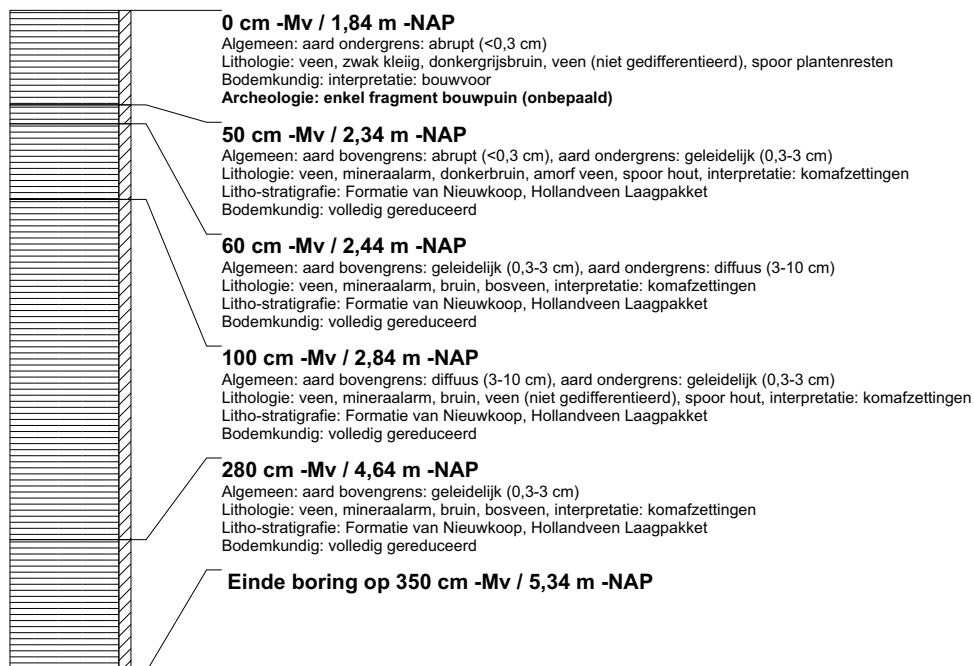 0 cm -Mv / 1,84 m -NAP
Algemeen: aard ondergrens: abrupt (<0,3 cm)
Lithologie: veen, zwak kleiig, donkergrijsbruin, veen (niet gedifferentieerd), spoor plantenresten
Bodemkundig: interpretatie: bouwvoor
Archeologie: enkel fragment bouwpuin (onbepaald)
50 cm -Mv / 2,34 m -NAP
Algemeen: aard bovengrens: abrupt (<0,3 cm), aard ondergrens: geleidelijk (0,3-3 cm)
Lithologie: veen, mineraalarm, donkerbruin, amorf veen, spoor hout, interpretatie: komafzettingen
Litho-stratigrafie: Formatie van Nieuwkoop, Hollandveen Laagpakket
Bodemkundig: volledig gereduceerd
60 cm -Mv / 2,44 m -NAP
Algemeen: aard bovengrens: geleidelijk (0,3-3 cm), aard ondergrens: diffuus (3-10 cm)
Lithologie: veen, mineraalarm, bruin, bosveen, interpretatie: komafzettingen
Litho-stratigrafie: Formatie van Nieuwkoop, Hollandveen Laagpakket
Bodemkundig: volledig gereduceerd
100 cm -Mv / 2,84 m -NAP
Algemeen: aard bovengrens: diffuus (3-10 cm), aard ondergrens: geleidelijk (0,3-3 cm)
Lithologie: veen, mineraalarm, bruin, veen (niet gedifferentieerd), spoor hout, interpretatie: komafzettingen
Litho-stratigrafie: Formatie van Nieuwkoop, Hollandveen Laagpakket
Bodemkundig: volledig gereduceerd
280 cm -Mv / 4,64 m -NAP
Algemeen: aard bovengrens: geleidelijk (0,3-3 cm)
Lithologie: veen, mineraalarm, bruin, bosveen, interpretatie: komafzettingen
Litho-stratigrafie: Formatie van Nieuwkoop, Hollandveen Laagpakket
Bodemkundig: volledig gereduceerd
Einde boring op 350 cm -Mv / 5,34 m -NAP